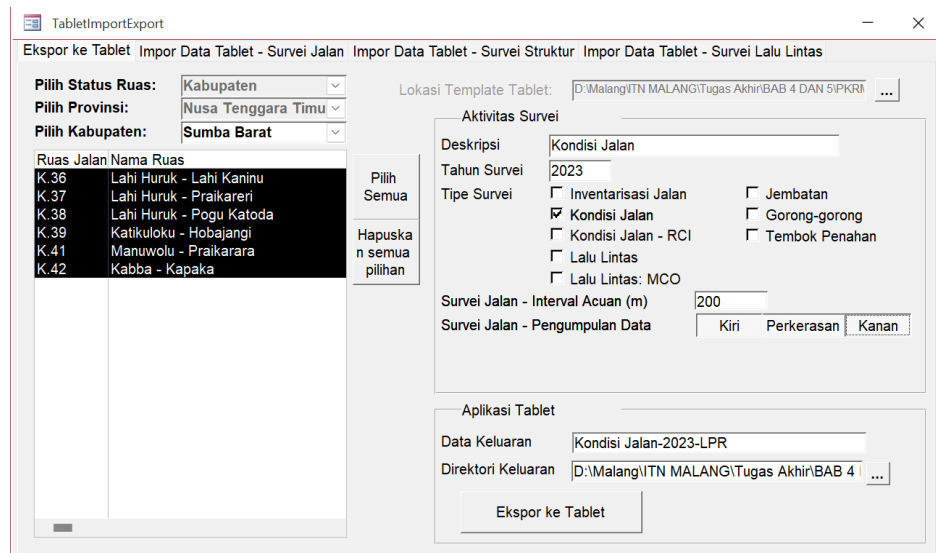 TabletImportExport
Ekspor ke Tablet Impor Data Tablet - Survei Jalan Impor Data Tablet - Survei Struktur Impor Data Tablet - Survei Lalu Lintas
Pilih Status Ruas: Kabupaten
Pilih Provinsi: Nusa Tenggara Timu
Pilih Kabupaten: Sumba Barat
Ruas Jalan Nama Ruas
K.36 Lahi Huruk - Lahi Kaninu
K.37 Lahi Huruk - Praikareri
K.38 Lahi Huruk - Pogu Katoda
K.39 Katikuloku - Hobajangi
K.41 Manuwolu - Praikarara
K.42 Kabba - Kapaka
Pilih
Semua
Hapuska
n semua
pilihan
Lokasi Template Tablet: D:\Malang\ITN MALANG\Tugas Akhir\BAB 4 DAN 5\PKRM ...
Aktivitas Survei
Deskripsi Kondisi Jalan
Tahun Survei 2023
Tipe Survei Inventarisasi Jalan Jembatan
Kondisi Jalan Gorong-gorong
Kondisi Jalan - RCI Tembok Penahan
Lalu Lintas
Lalu Lintas: MCO
Survei Jalan - Interval Acuan (m) 200
Survei Jalan - Pengumpulan Data Kiri Perkerasan Kanan
Aplikasi Tablet
Data Keluaran Kondisi Jalan-2023-LPR
Direktori Keluaran D:\Malang\ITN MALANG\Tugas Akhir\BAB 4 ...
Ekspor ke Tablet